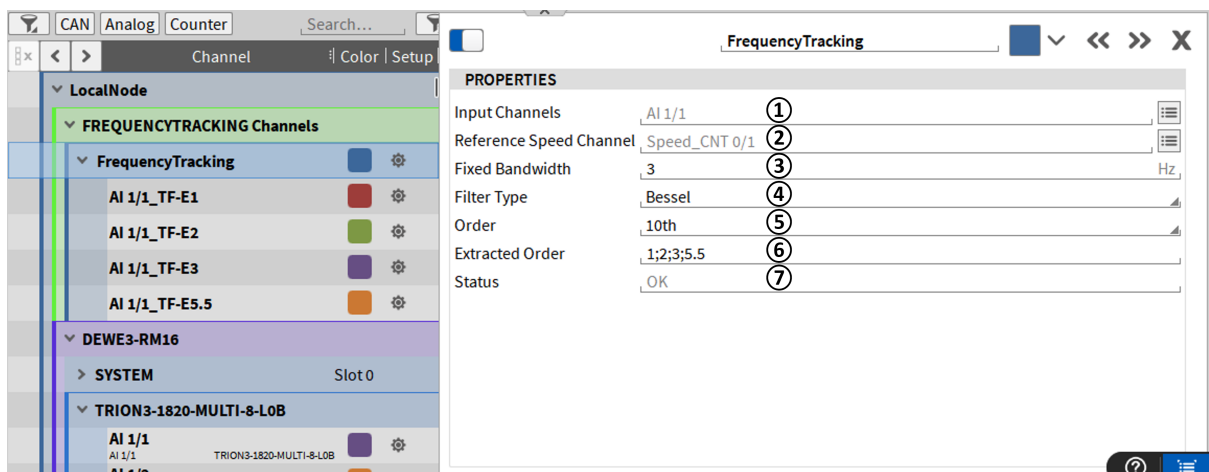 CAN Analog Counter Search...
Channel Color Setup
LocalNode
FREQUENCYTRACKING Channels
FrequencyTracking
AI 1/1_TF-E1
AI 1/1_TF-E2
AI 1/1_TF-E3
AI 1/1_TF-E5.5
DEWE3-RM16
SYSTEM Slot 0
TRION3-1820-MULTI-8-L0B
AI 1/1
AI 1/1 TRION3-1820-MULTI-8-L0B
FrequencyTracking
PROPERTIES
Input Channels AI 1/1 ①
Reference Speed Channel Speed_CNT 0/1 ②
Fixed Bandwidth 3 ③ Hz
Filter Type Bessel ④
Order 10th ⑤
Extracted Order 1;2;3;5.5 ⑥
Status OK ⑦